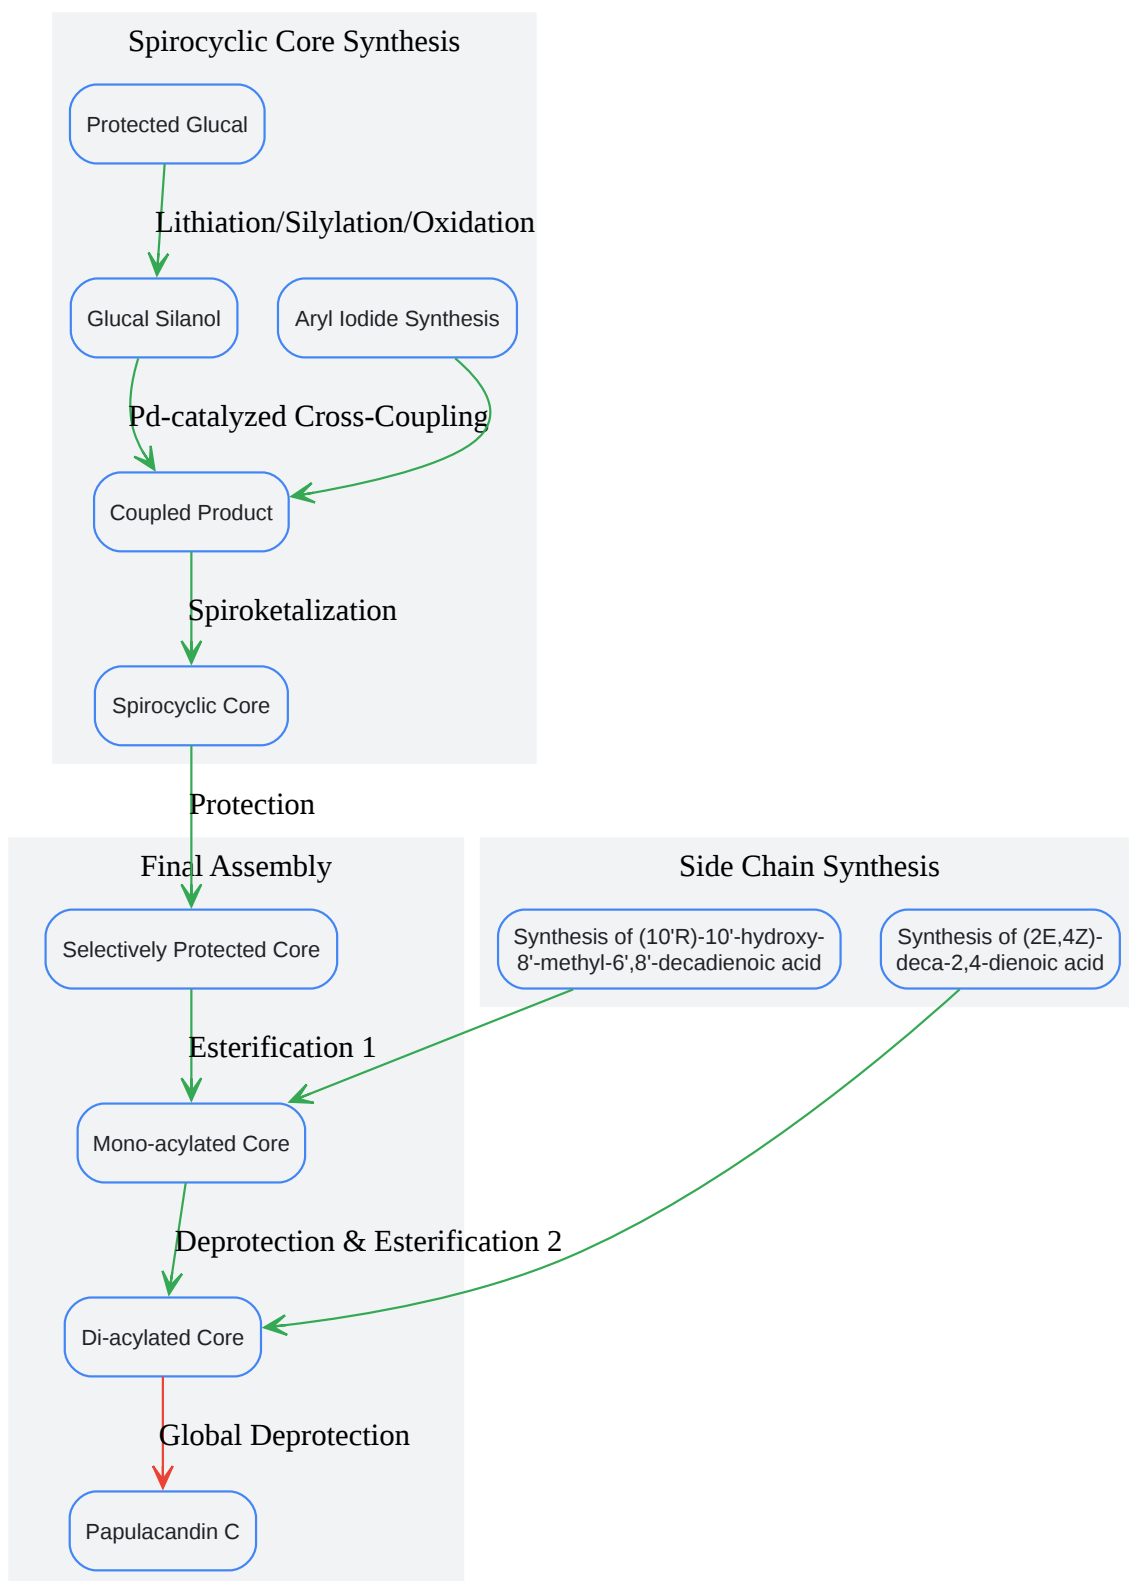 Spirocyclic Core Synthesis
Protected Glucal
Lithiation/Silylation/Oxidation
Glucal Silanol
Aryl Iodide Synthesis
Pd-catalyzed Cross-Coupling
Coupled Product
Spiroketalization
Spirocyclic Core
Protection
Final Assembly
Side Chain Synthesis
Selectively Protected Core
Synthesis of (10'R)-10'-hydroxy-
8'-methyl-6',8'-decadienoic acid
Synthesis of (2E,4Z)-
deca-2,4-dienoic acid
Esterification 1
Mono-acylated Core
Deprotection & Esterification 2
Di-acylated Core
Global Deprotection
Papulacandin C